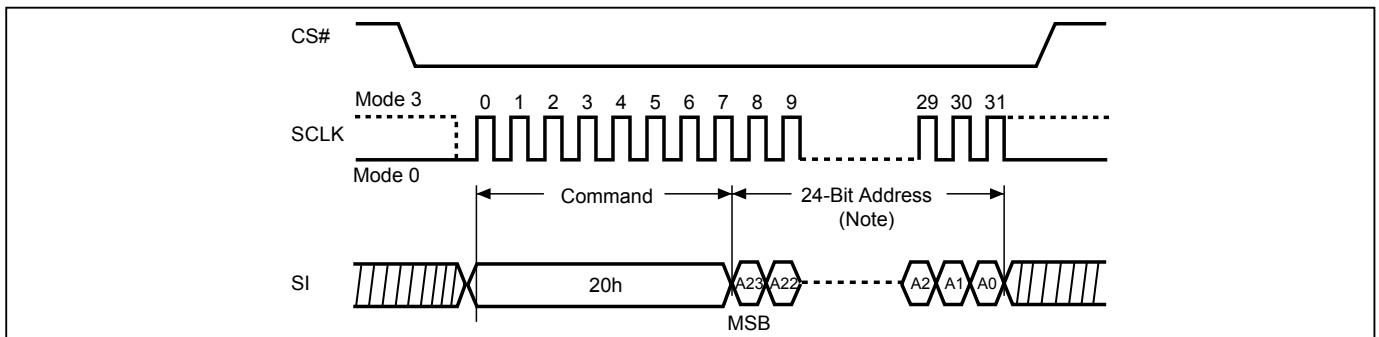 CS#
Mode 3
0 1 2 3 4 5 6 7 8 9 29 30 31
SCLK
Mode 0
Command
24-Bit Address
(Note)
SI
20h
A23 A22 A2 A1 A0
MSB